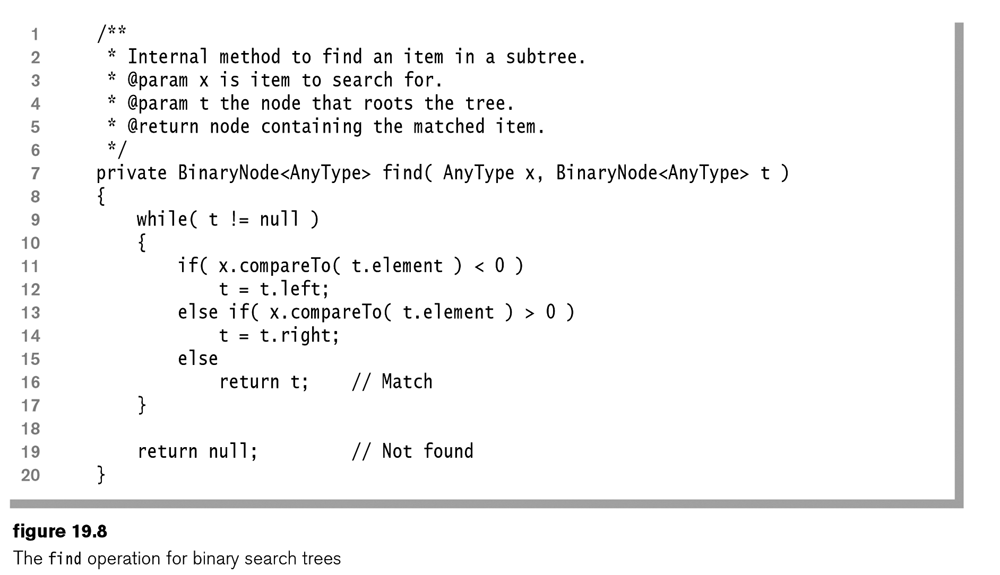 1 /**
2 * Internal method to find an item in a subtree.
3 * @param x is item to search for.
4 * @param t the node that roots the tree.
5 * @return node containing the matched item.
6 */
7 private BinaryNode<AnyType> find( AnyType x, BinaryNode<AnyType> t )
8 {
9 while( t != null )
10 {
11 if( x.compareTo( t.element ) < 0 )
12 t = t.left;
13 else if( x.compareTo( t.element ) > 0 )
14 t = t.right;
15 else
16 return t; // Match
17 }
18
19 return null; // Not found
20 }
figure 19.8
The find operation for binary search trees